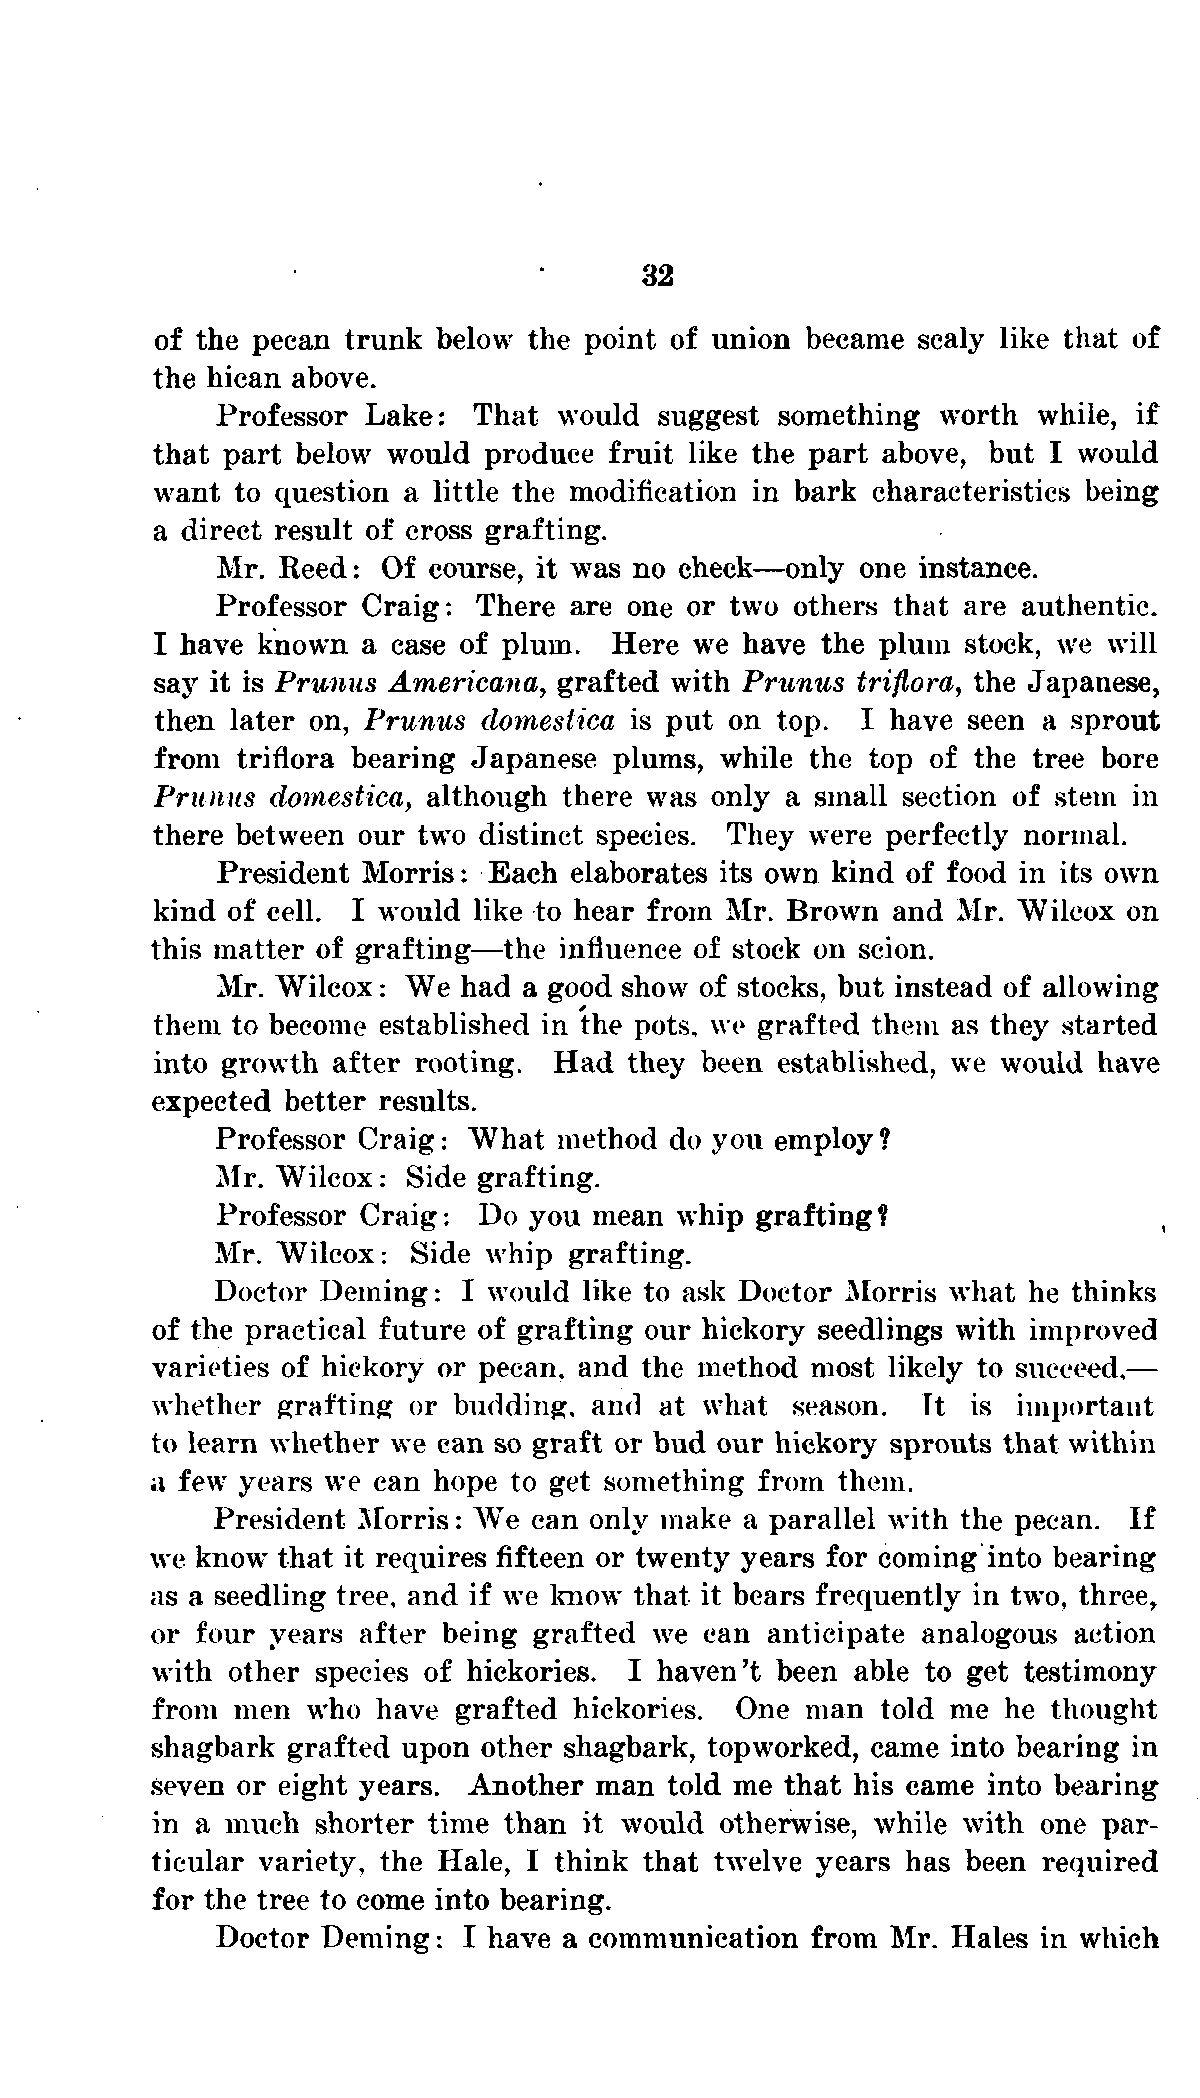 32
of the pecan trunk below the point of union became scaly like that of
the hican above.
Professor Lake: That would suggest something worth while, if
that part below would produce fruit like the part above, but I would
want to question a little the modification in bark characteristics being
a direct result of cross grafting.
Mr. Reed: Of course, it was no check—only one instance.
Professor Craig: There are one or two others that are authentic.
I have known a case of plum. Here we have the plum stock, we will
say it is Prunus Americana, grafted with Prunus triflora, the Japanese,
then later on, Prunus domestica is put on top. I have seen a sprout
from triflora bearing Japanese plums, while the top of the tree bore
Prunus domestica, although there was only a small section of stem in
there between our two distinct species. They were perfectly normal.
President Morris: Each elaborates its own kind of food in its own
kind of cell. I would like to hear from Mr. Brown and Mr. Wilcox on
this matter of grafting—the influence of stock on scion.
Mr. Wilcox: We had a good show of stocks, but instead of allowing
them to become established in the pots, we grafted them as they started
into growth after rooting. Had they been established, we would have
expected better results.
Professor Craig: What method do you employ?
Mr. Wilcox: Side grafting.
Professor Craig: Do you mean whip grafting?
Mr. Wilcox: Side whip grafting.
Doctor Deming: I would like to ask Doctor Morris what he thinks
of the practical future of grafting our hickory seedlings with improved
varieties of hickory or pecan, and the method most likely to succeed,—
whether grafting or budding, and at what season. It is important
to learn whether we can so graft or bud our hickory sprouts that within
a few years we can hope to get something from them.
President Morris: We can only make a parallel with the pecan. If
we know that it requires fifteen or twenty years for coming into bearing
as a seedling tree, and if we know that it bears frequently in two, three,
or four years after being grafted we can anticipate analogous action
with other species of hickories. I haven't been able to get testimony
from men who have grafted hickories. One man told me he thought
shagbark grafted upon other shagbark, topworked, came into bearing in
seven or eight years. Another man told me that his came into bearing
in a much shorter time than it would otherwise, while with one par-
ticular variety, the Hale, I think that twelve years has been required
for the tree to come into bearing.
Doctor Deming: I have a communication from Mr. Hales in which